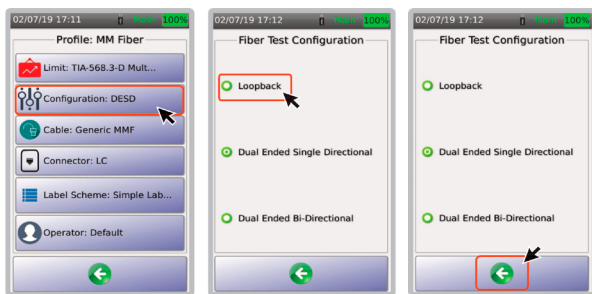 02/07/19 17:11 100%
Profile: MM Fiber
Limit: TIA-568.3-D Mult...
Configuration: DESD
Cable: Generic MMF
Connector: LC
Label Scheme: Simple Lab...
Operator: Default
02/07/19 17:12 100%
Fiber Test Configuration
Loopback
Dual Ended Single Directional
Dual Ended Bi-Directional
02/07/19 17:12 100%
Fiber Test Configuration
Loopback
Dual Ended Single Directional
Dual Ended Bi-Directional